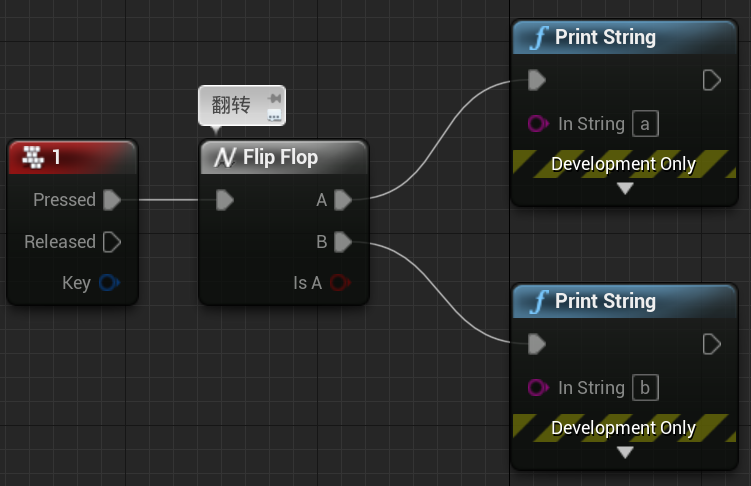 翻转
1
Pressed
Released
Key
Flip Flop
A
B
Is A
Print String
In String a
Development Only
Print String
In String b
Development Only